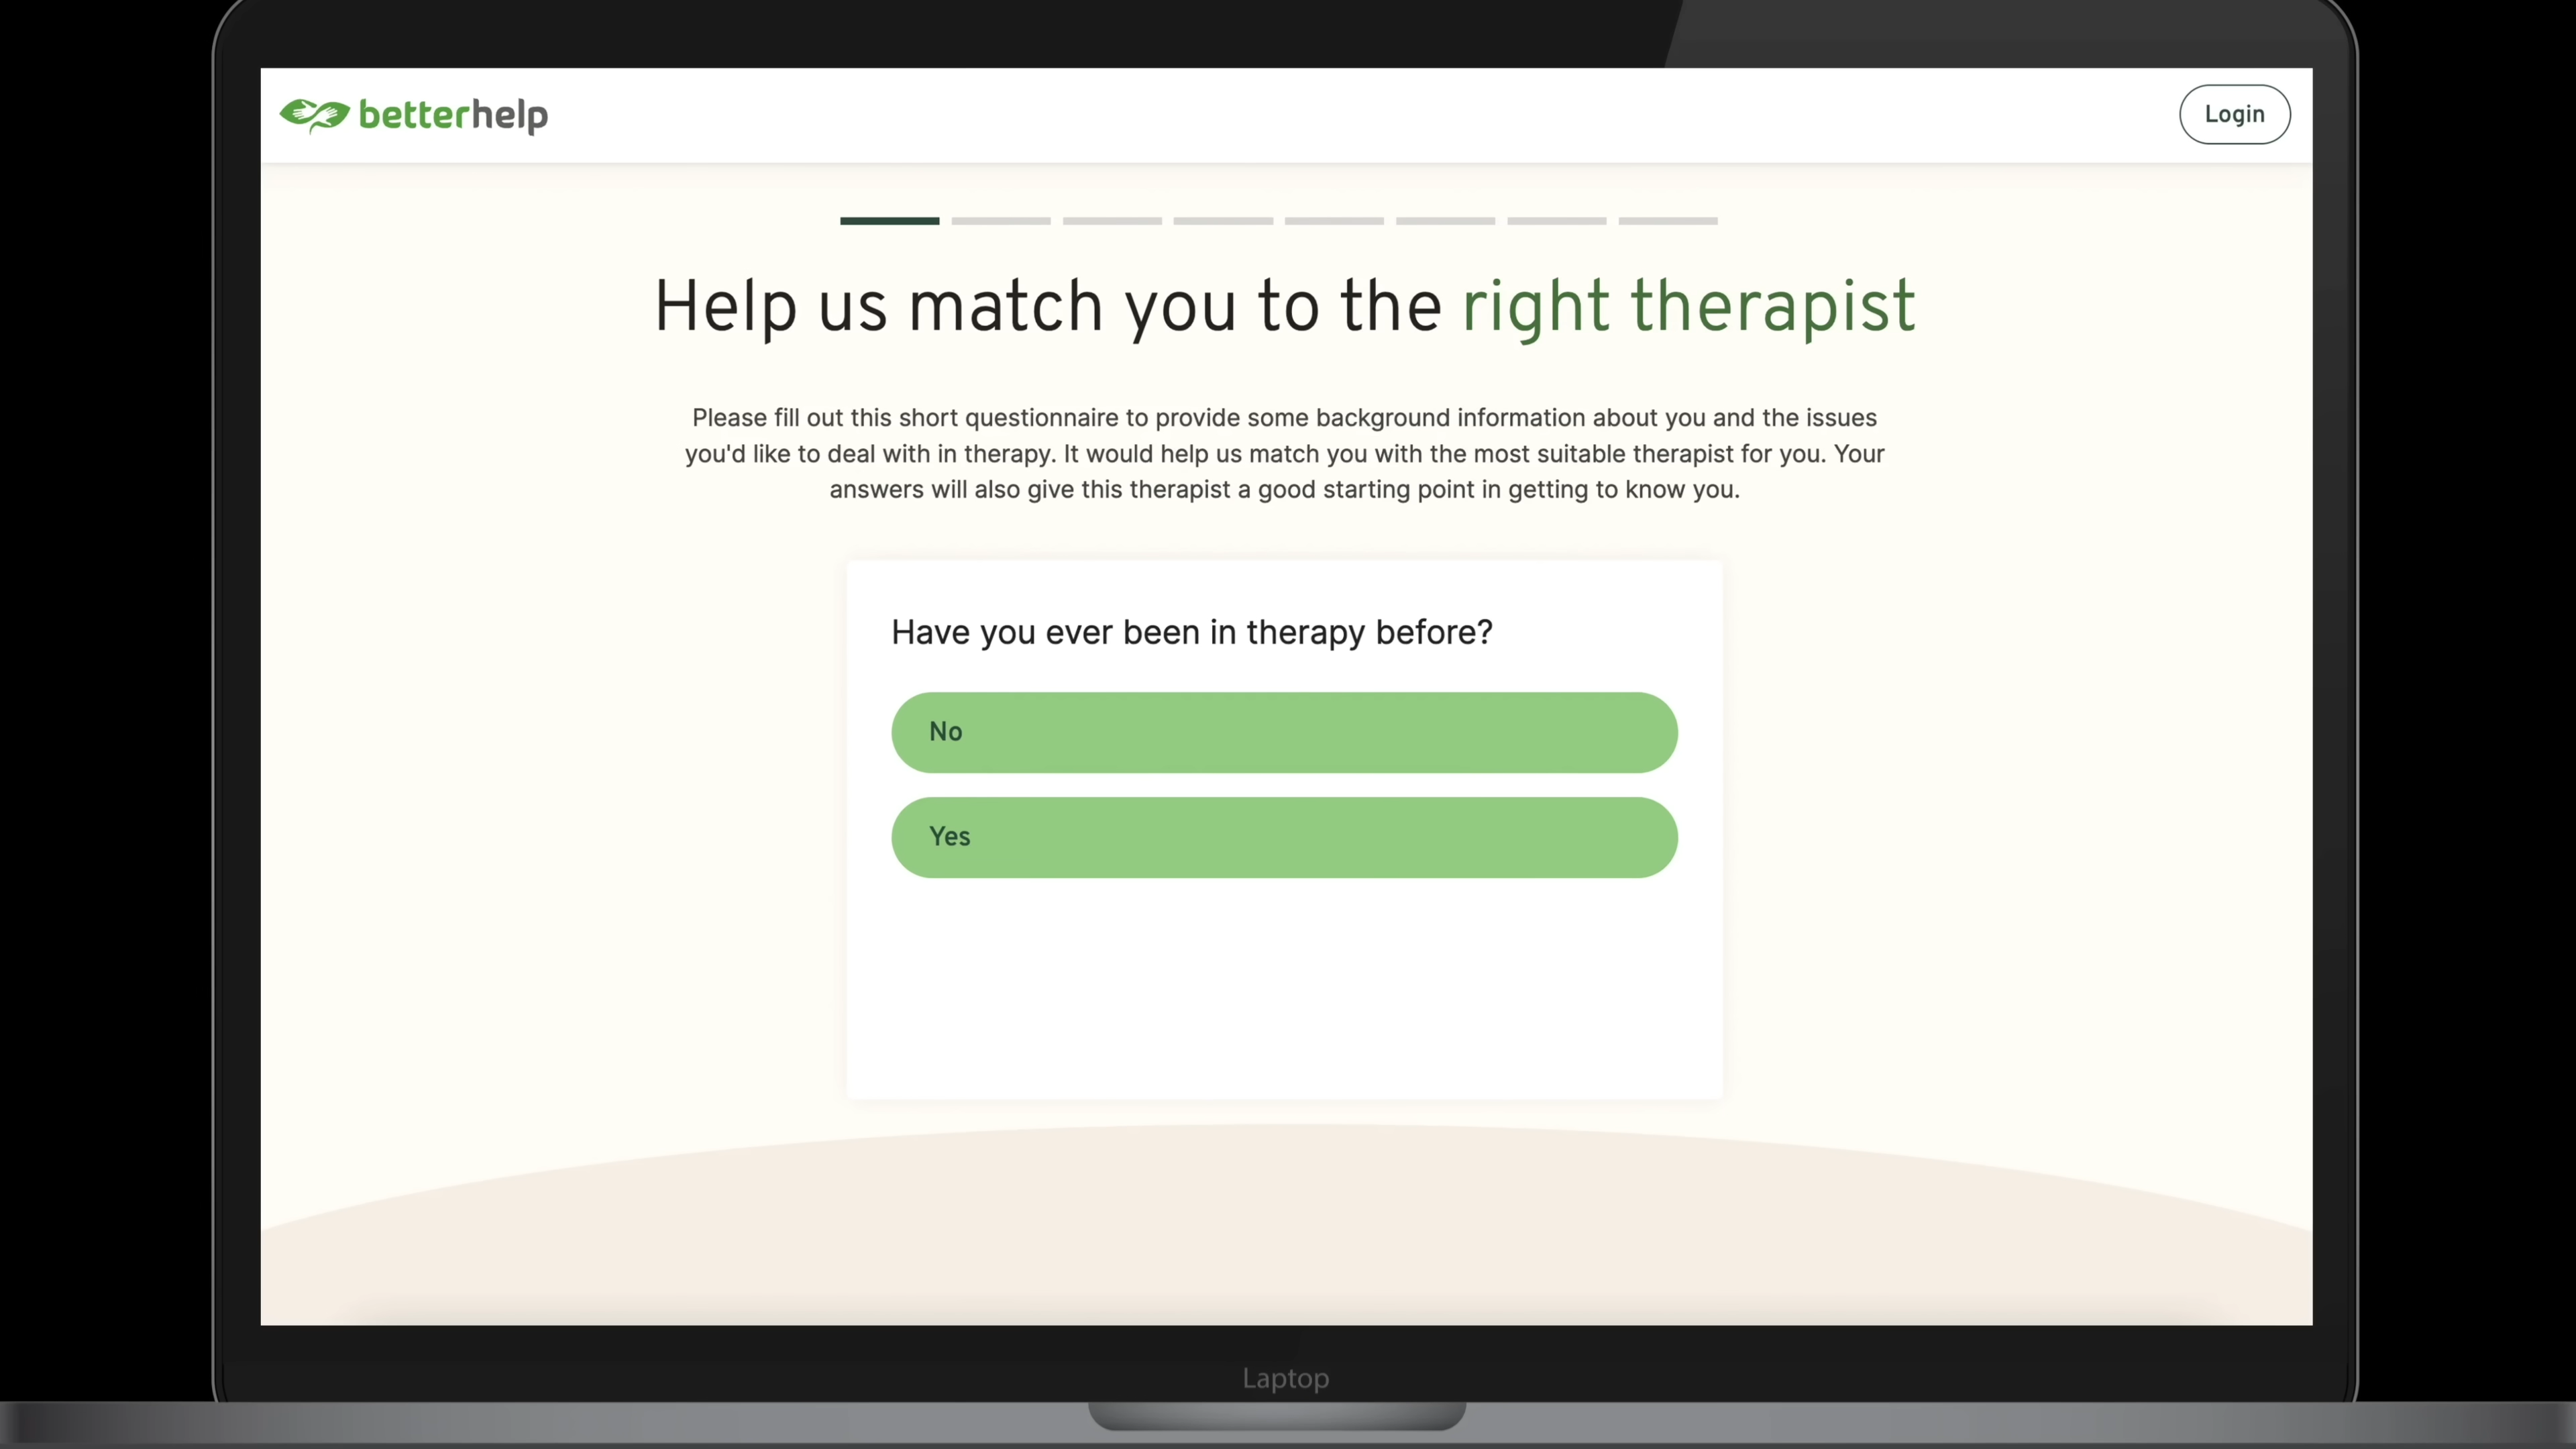 betterhelp
Login
Help us match you to the right therapist
Please fill out this short questionnaire to provide some background information about you and the issues
you'd like to deal with in therapy. It would help us match you with the most suitable therapist for you. Your
answers will also give this therapist a good starting point in getting to know you.
Have you ever been in therapy before?
No
Yes
Laptop